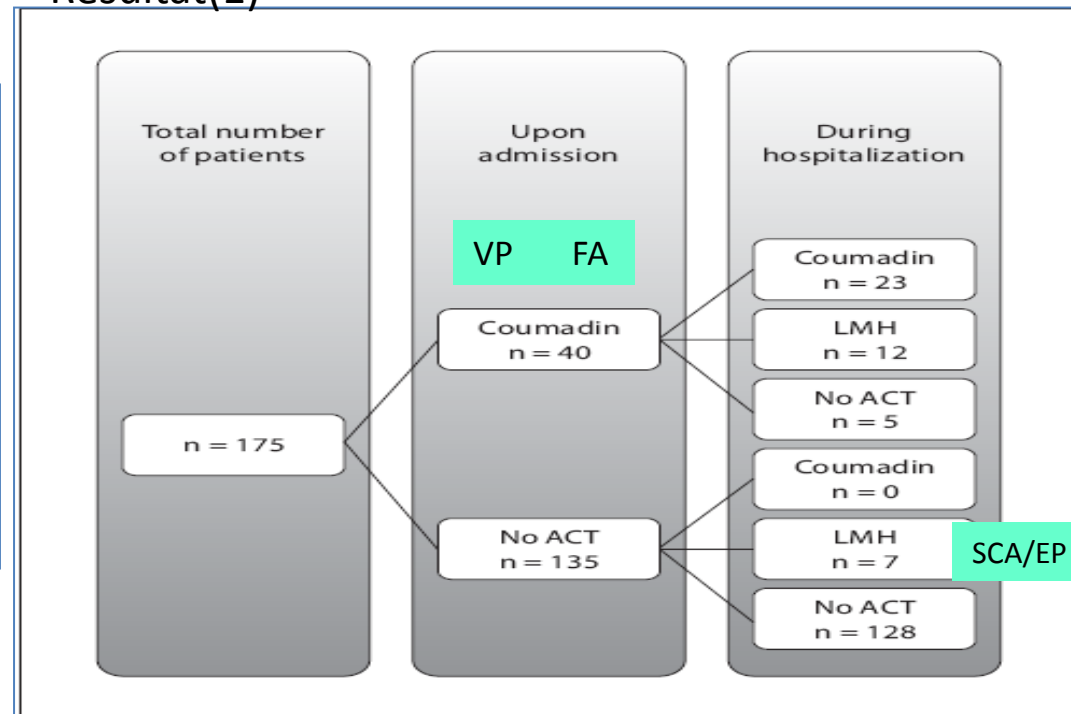 Total number
of patients
n = 175
Upon
admission
VP FA
Coumadin
n = 40
No ACT
n = 135
During
hospitalization
Coumadin
n = 23
LMH
n = 12
No ACT
n = 5
Coumadin
n = 0
LMH
n = 7
SCA/EP
No ACT
n = 128